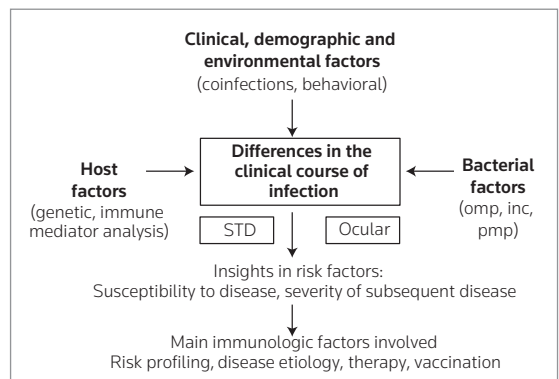 Clinical, demographic and
environmental factors
(coinfections, behavioral)
Differences in the
clinical course of
infection
Host
factors
(genetic, immune
mediator analysis)
Bacterial
factors
(omp, inc,
pmp)
STD
Ocular
Insights in risk factors:
Susceptibility to disease, severity of subsequent disease
Main immunologic factors involved
Risk profiling, disease etiology, therapy, vaccination